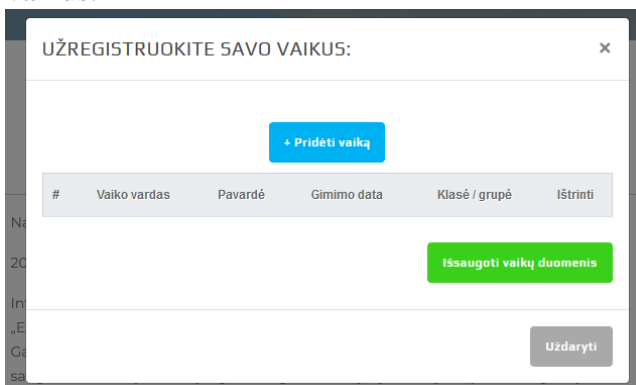 UŽREGISTRUOKITE SAVO VAIKUS:
×
+ Pridėti vaiką
# Vaiko vardas Pavardė Gimimo data Klasė / grupė Ištrinti
Išsaugoti vaikų duomenis
Uždaryti